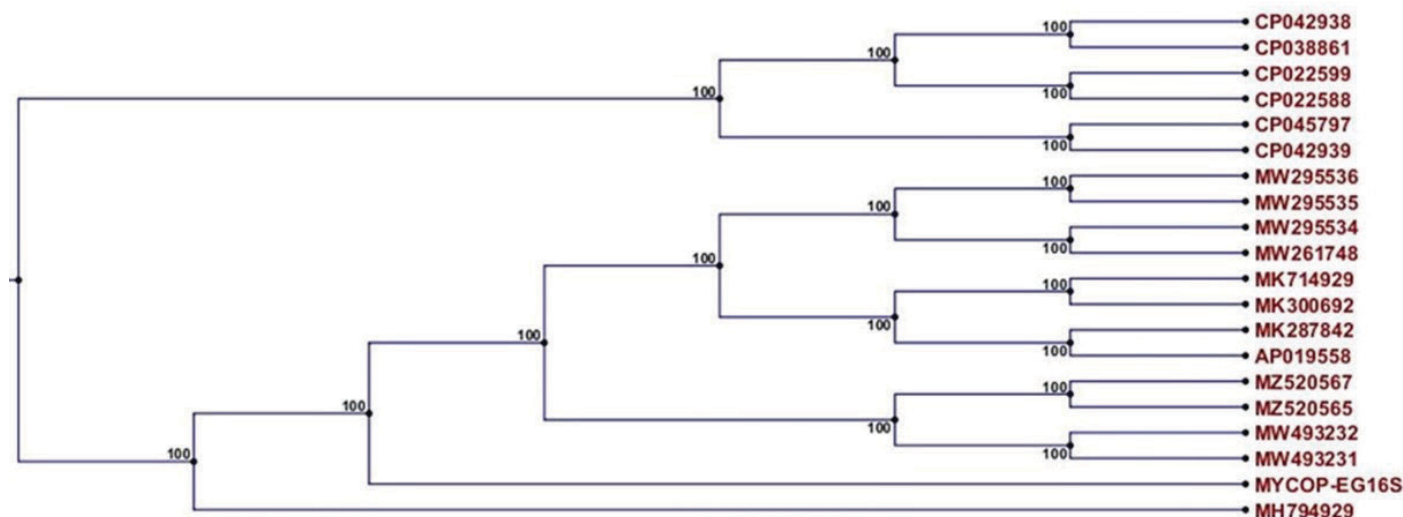 100 CP042938
100 CP038861
CP022599
100 100 CP022588
CP045797
100 CP042939
100 MW295536
100 MW295535
MW295534
100 100 MW261748
100 MK714929
MK300692
100 100 MK287842
100 AP019558
100 MZ520567
100 100 MZ520565
MW493232
100 100 MW493231
MYCOP-EG16S
MH794929